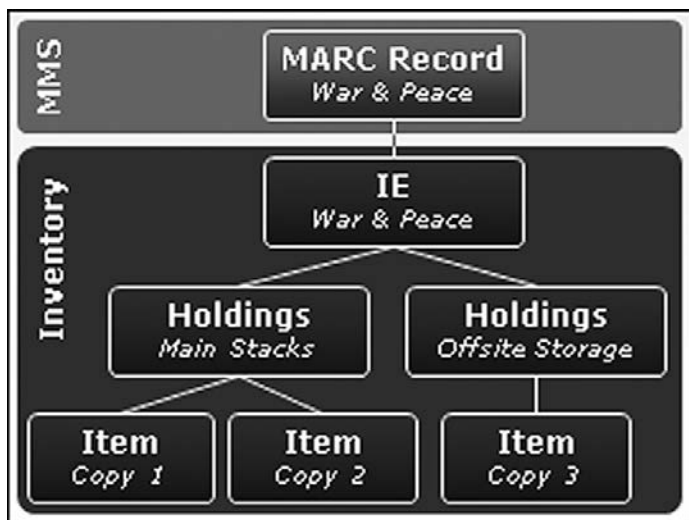 MMS
MARC Record
War & Peace
Inventory
IE
War & Peace
Holdings
Main Stacks
Holdings
Offsite Storage
Item
Copy 1
Item
Copy 2
Item
Copy 3